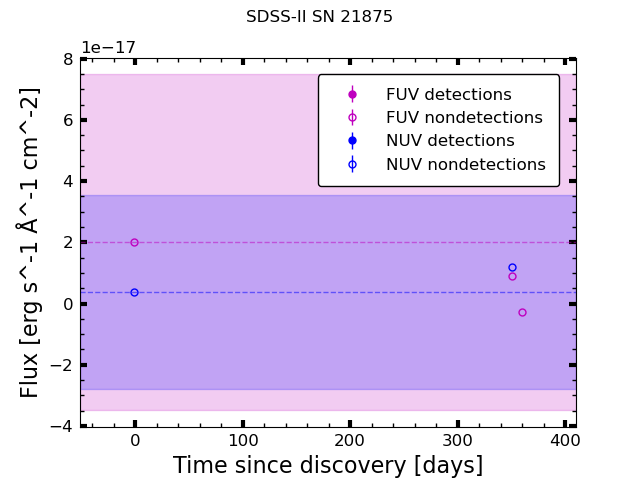 SDSS-II SN 21875
1e−17
8
6
4
2
0
−2
−4
Flux [erg s^-1 Å^-1 cm^-2]
FUV detections
FUV nondetections
NUV detections
NUV nondetections
0 100 200 300 400
Time since discovery [days]